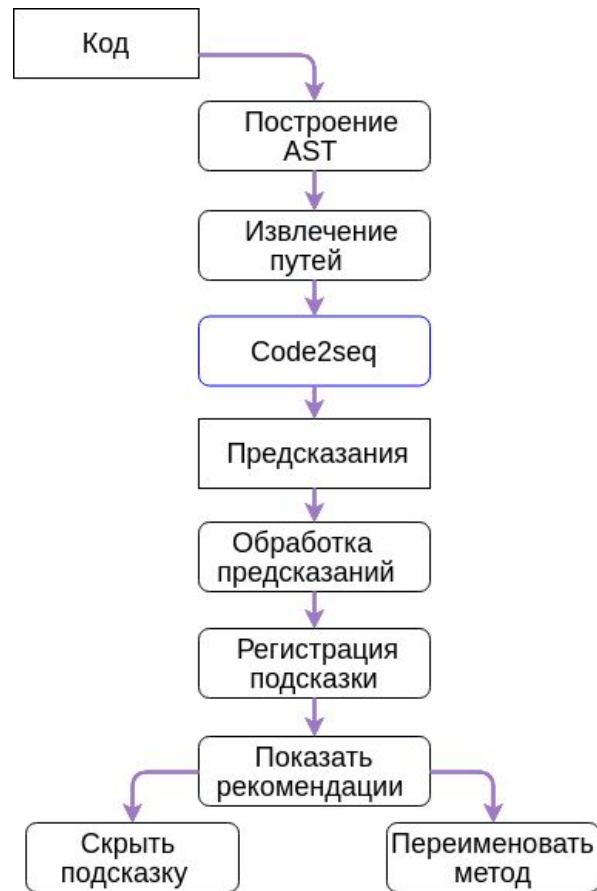 Код
Построение
AST
Извлечение
путей
Code2seq
Предсказания
Обработка
предсказаний
Регистрация
подсказки
Показать
рекомендации
Скрыть
подсказку
Переименовать
метод